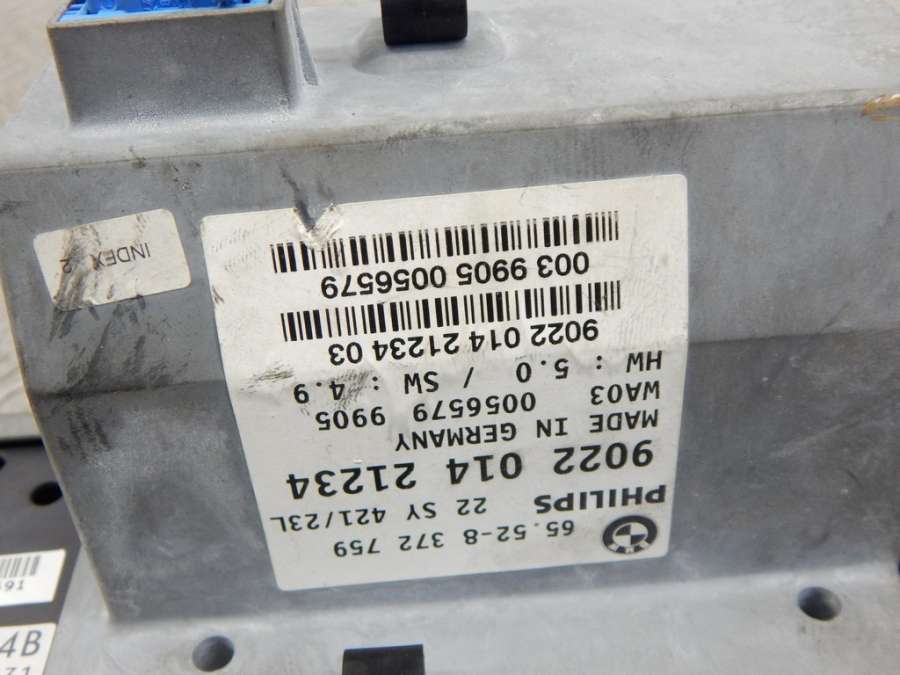 65.52-8 372 759
PHILIPS 22 SY 421/23L
9022 014 21234
MADE IN GERMANY
WA03 0056579 9905
HW : 5.0 / SW : 4.9
9022 014 21234 03
003 9905 0056579
INDEX 2
4B